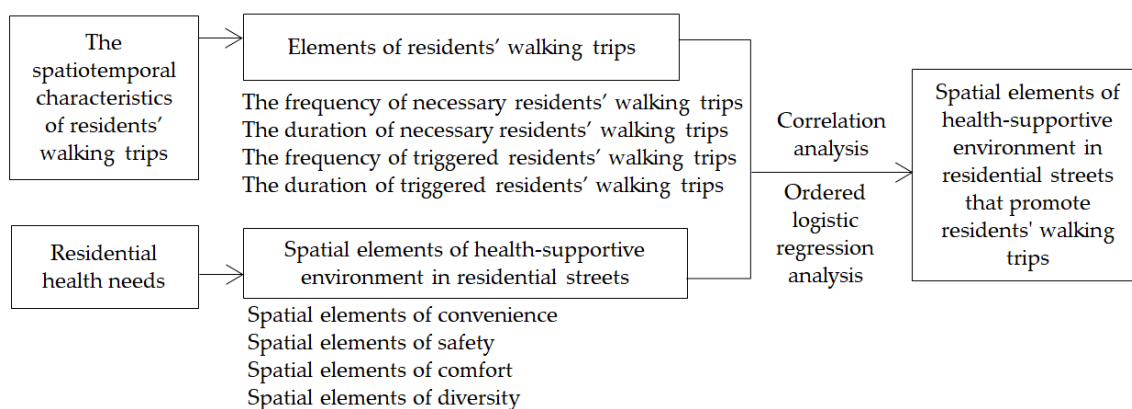 The
spatiotemporal
characteristics
of residents’
walking trips
Elements of residents’ walking trips
The frequency of necessary residents’ walking trips
The duration of necessary residents’ walking trips
The frequency of triggered residents’ walking trips
The duration of triggered residents’ walking trips
Residential
health needs
Spatial elements of health-supportive
environment in residential streets
Spatial elements of convenience
Spatial elements of safety
Spatial elements of comfort
Spatial elements of diversity
Correlation
analysis
Ordered
logistic
regression
analysis
Spatial elements of
health-supportive
environment in
residential streets
that promote
residents' walking
trips